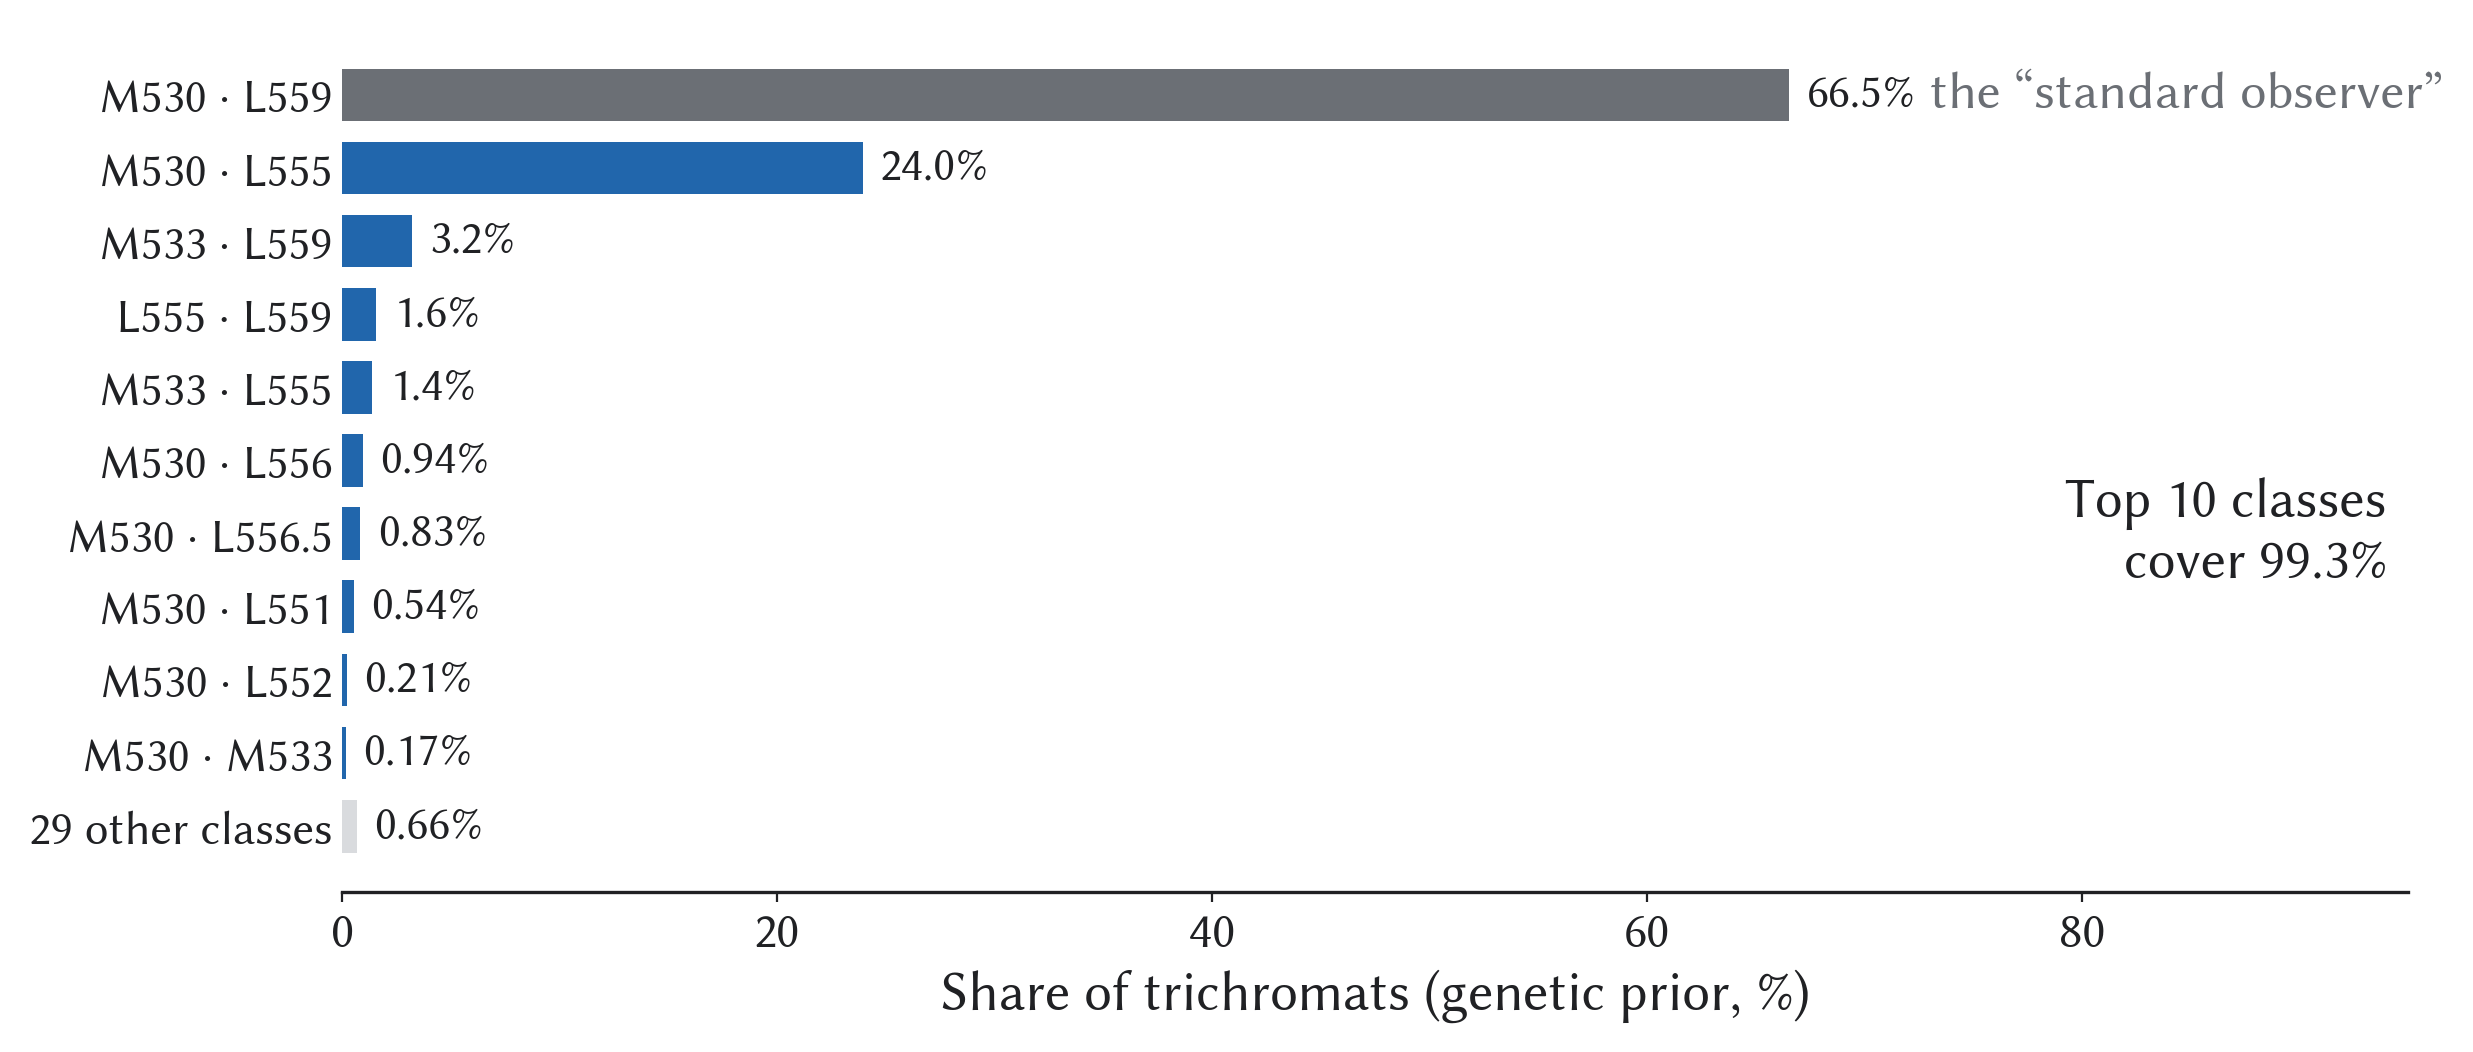 M530 · L559 66.5% the “standard observer”
M530 · L555 24.0%
M533 · L559 3.2%
L555 · L559 1.6%
M533 · L555 1.4%
M530 · L556 0.94%
M530 · L556.5 0.83%
M530 · L551 0.54%
M530 · L552 0.21%
M530 · M533 0.17%
29 other classes 0.66%
Top 10 classes
cover 99.3%
0 20 40 60 80
Share of trichromats (genetic prior, %)